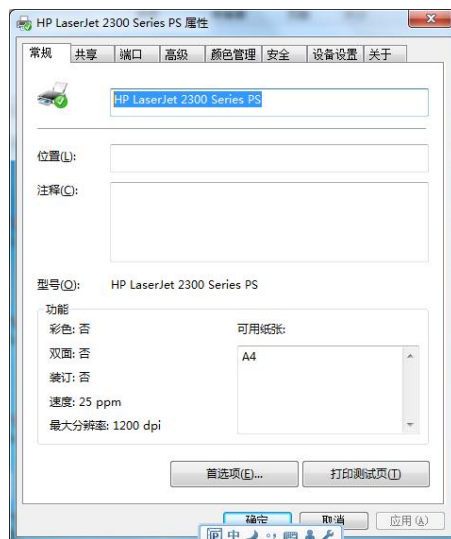 HP LaserJet 2300 Series PS 属性
常规 共享 端口 高级 颜色管理 安全 设备设置 关于
HP LaserJet 2300 Series PS
位置(L):
注释(C):
型号(O): HP LaserJet 2300 Series PS
功能
彩色: 否 可用纸张:
双面: 否 A4
装订: 否
速度: 25 ppm
最大分辨率: 1200 dpi
首选项(E)... 打印测试页(T)
确定 取消 应用(A)
中